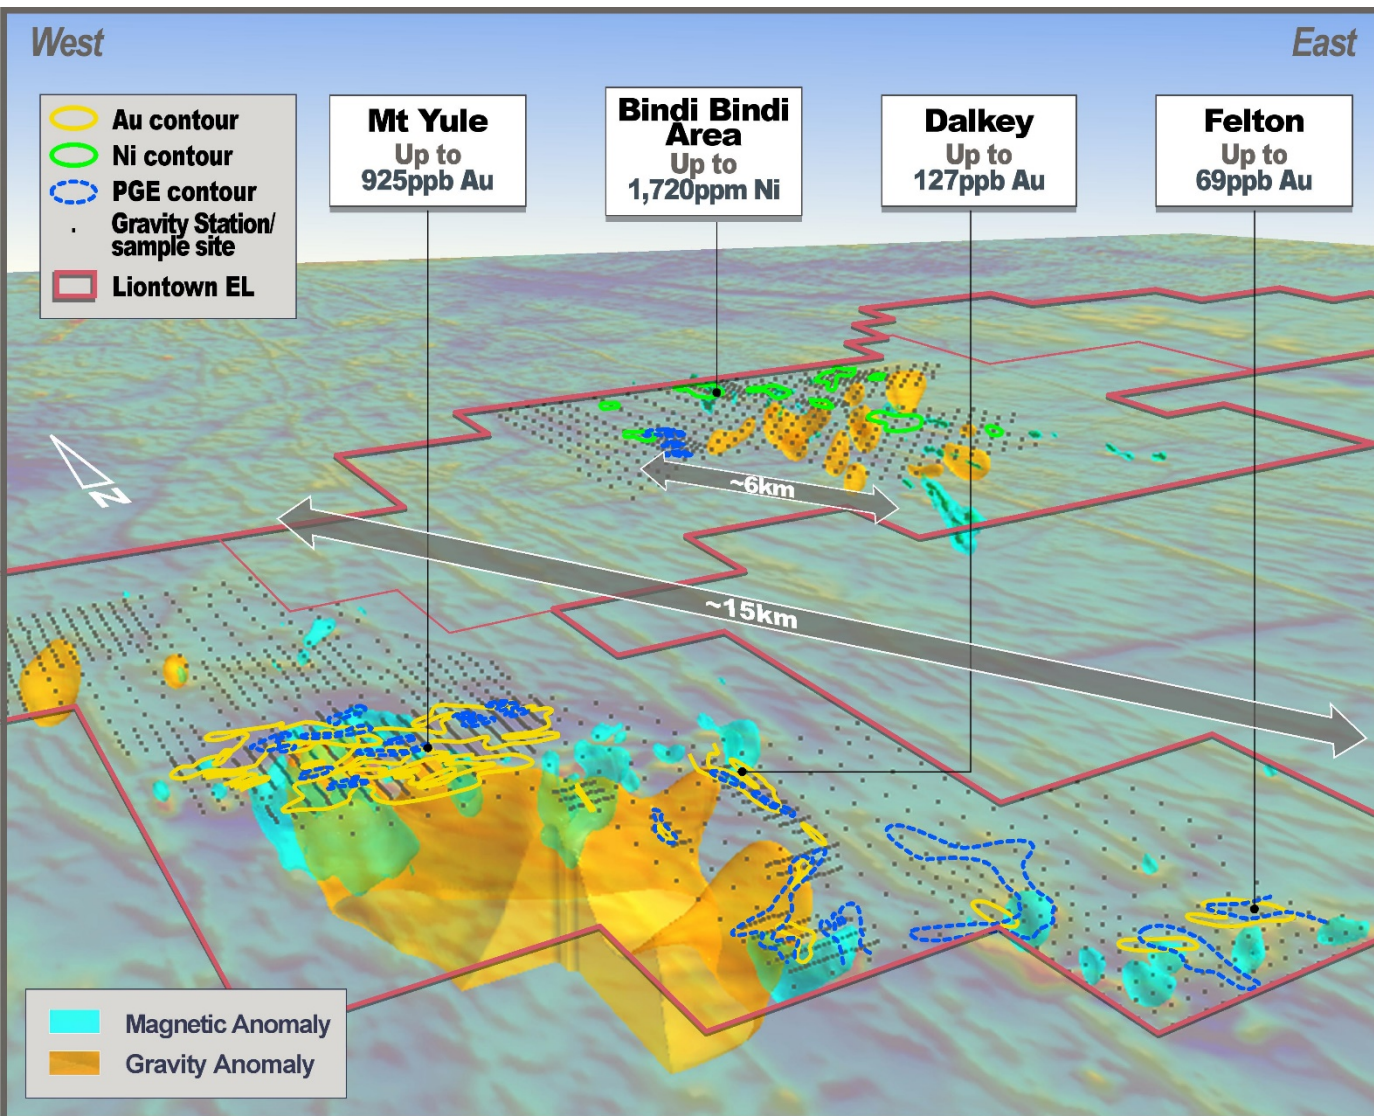 West
East
Au contour
Ni contour
PGE contour
Gravity Station/
sample site
Liontown EL
Mt Yule
Up to
925ppb Au
Bindi Bindi
Area
Up to
1,720ppm Ni
Dalkey
Up to
127ppb Au
Felton
Up to
69ppb Au
N
~6km
~15km
Magnetic Anomaly
Gravity Anomaly